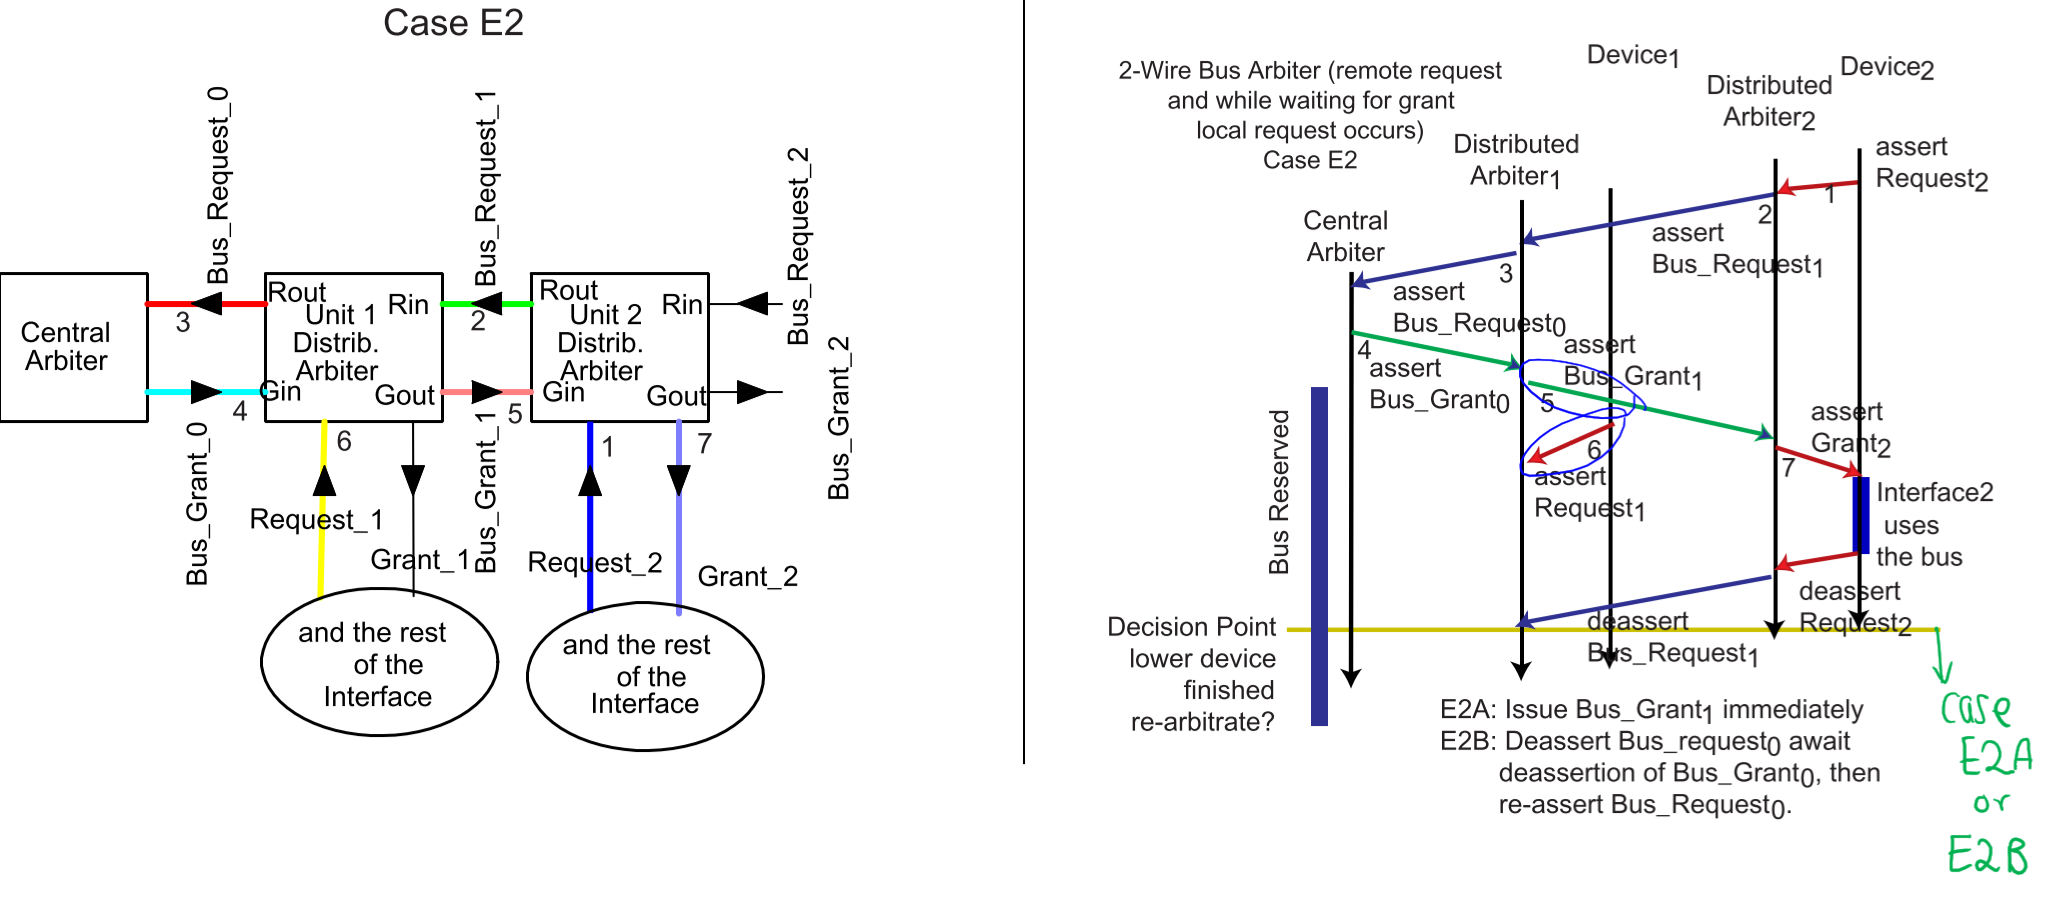 Case E2
Bus_Request_0
Bus_Request_1
Bus_Request_2
Rout
Rin
Rout
Rin
3
Unit 1
Distrib.
Arbiter
2
Unit 2
Distrib.
Arbiter
Central
Arbiter
Gin
Gout
Gin
Gout
4
5
6
1
7
Bus_Grant_0
Bus_Grant_1
Bus_Grant_2
Request_1
Grant_1
Request_2
Grant_2
and the rest
of the
Interface
and the rest
of the
Interface
2-Wire Bus Arbiter (remote request
and while waiting for grant
local request occurs)
Case E2
Device1
Device2
Distributed
Arbiter2
Distributed
Arbiter1
Central
Arbiter
assert
Request2
1
2
assert
Bus_Request1
3
assert
Bus_Request0
4
assert
Bus_Grant0
assert
Bus_Grant1
5
6
assert
Request1
assert
Grant2
7
Interface2
uses
the bus
Bus Reserved
deassert
Request2
deassert
Bus_Request1
Decision Point
lower device
finished
re-arbitrate?
E2A: Issue Bus_Grant1 immediately
E2B: Deassert Bus_request0 await
deassertion of Bus_Grant0, then
re-assert Bus_Request0.
case
E2A
or
E2B